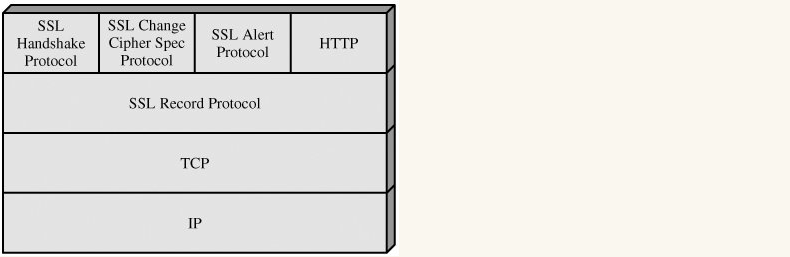 SSL
Handshake
Protocol
SSL Change
Cipher Spec
Protocol
SSL Alert
Protocol
HTTP
SSL Record Protocol
TCP
IP